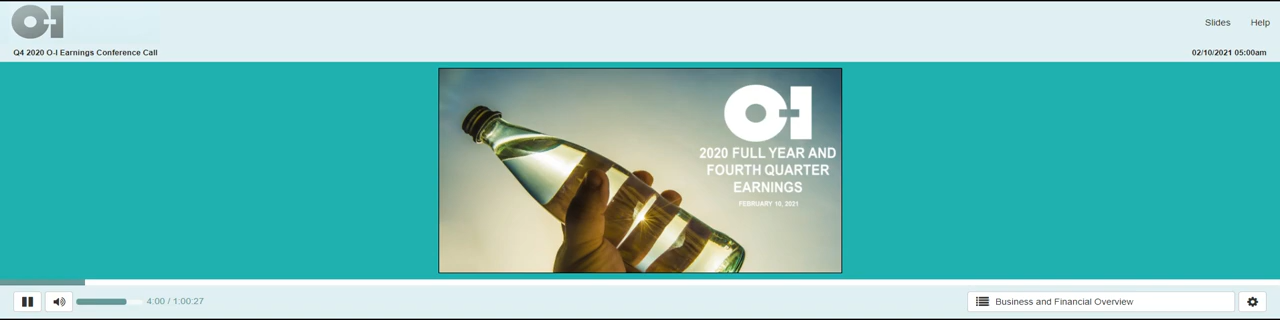 O-I
Slides Help
Q4 2020 O-I Earnings Conference Call
02/10/2021 05:00am
O-I
2020 FULL YEAR AND
FOURTH QUARTER
EARNINGS
FEBRUARY 10, 2021
4:00 / 1:00:27
Business and Financial Overview